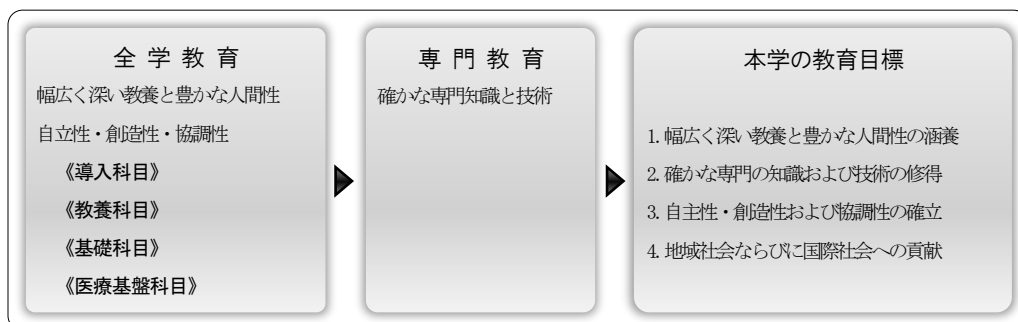 全学教育
幅広く深い教養と豊かな人間性
自立性・創造性・協調性
《導入科目》
《教養科目》
《基礎科目》
《医療基盤科目》
専門教育
確かな専門知識と技術
本学の教育目標
1. 幅広く深い教養と豊かな人間性の涵養
2. 確かな専門の知識および技術の修得
3. 自主性・創造性および協調性の確立
4. 地域社会ならびに国際社会への貢献